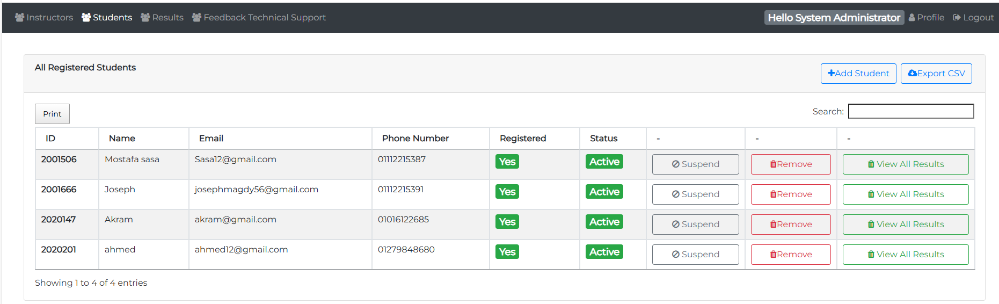 Instructors Students Results Feedback Technical Support Hello System Administrator Profile Logout
All Registered Students
Add Student Export CSV
Print Search:
ID Name Email Phone Number Registered Status - - -
2001506 Mostafa sasa Sasa12@gmail.com 01112215387 Yes Active Suspend Remove View All Results
2001666 Joseph josephmagdy56@gmail.com 01112215391 Yes Active Suspend Remove View All Results
2020147 Akram akram@gmail.com 01016122685 Yes Active Suspend Remove View All Results
2020201 ahmed ahmed12@gmail.com 01279848680 Yes Active Suspend Remove View All Results
Showing 1 to 4 of 4 entries